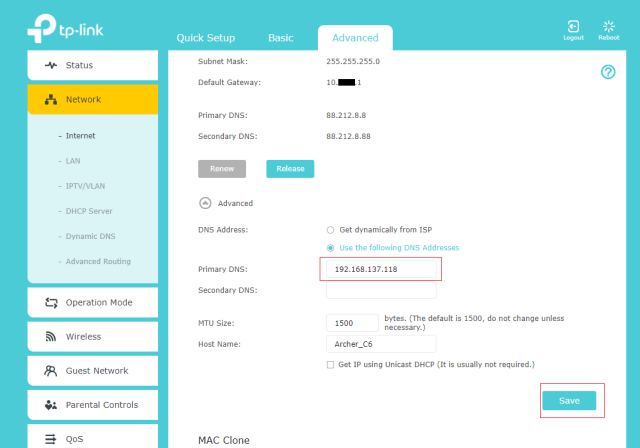 tp-link
Quick Setup Basic Advanced
Logout Reboot
Status
Network
- Internet
- LAN
- IPTV/VLAN
- DHCP Server
- Dynamic DNS
- Advanced Routing
Operation Mode
Wireless
Guest Network
Parental Controls
QoS
Subnet Mask: 255.255.255.0
Default Gateway: 10. .1
Primary DNS: 88.212.8.8
Secondary DNS: 88.212.8.88
Renew Release
Advanced
DNS Address: Get dynamically from ISP
Use the following DNS Addresses
Primary DNS: 192.168.137.118
Secondary DNS:
MTU Size: 1500 bytes. (The default is 1500, do not change unless
necessary.)
Host Name: Archer_C6
Get IP using Unicast DHCP (It is usually not required.)
Save
MAC Clone